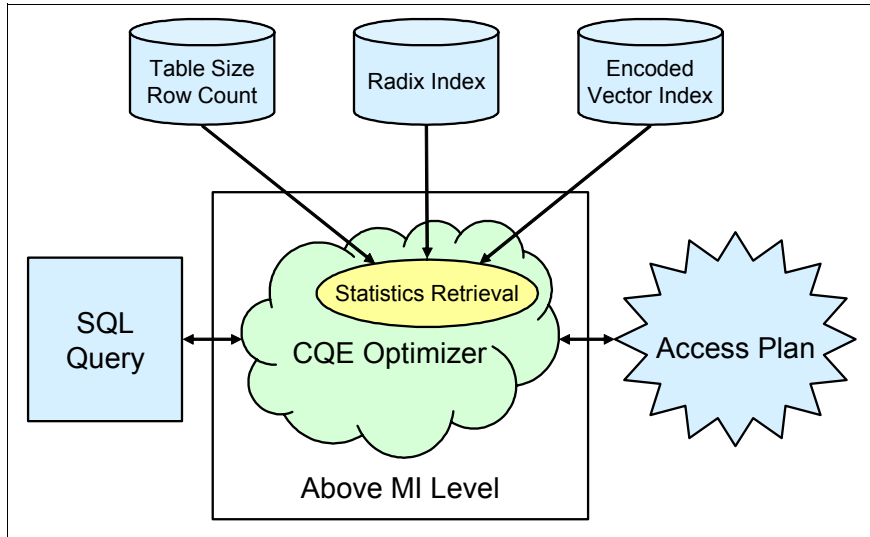 Table Size
Row Count
Radix Index
Encoded
Vector Index
Statistics Retrieval
SQL
Query
CQE Optimizer
Access Plan
Above MI Level